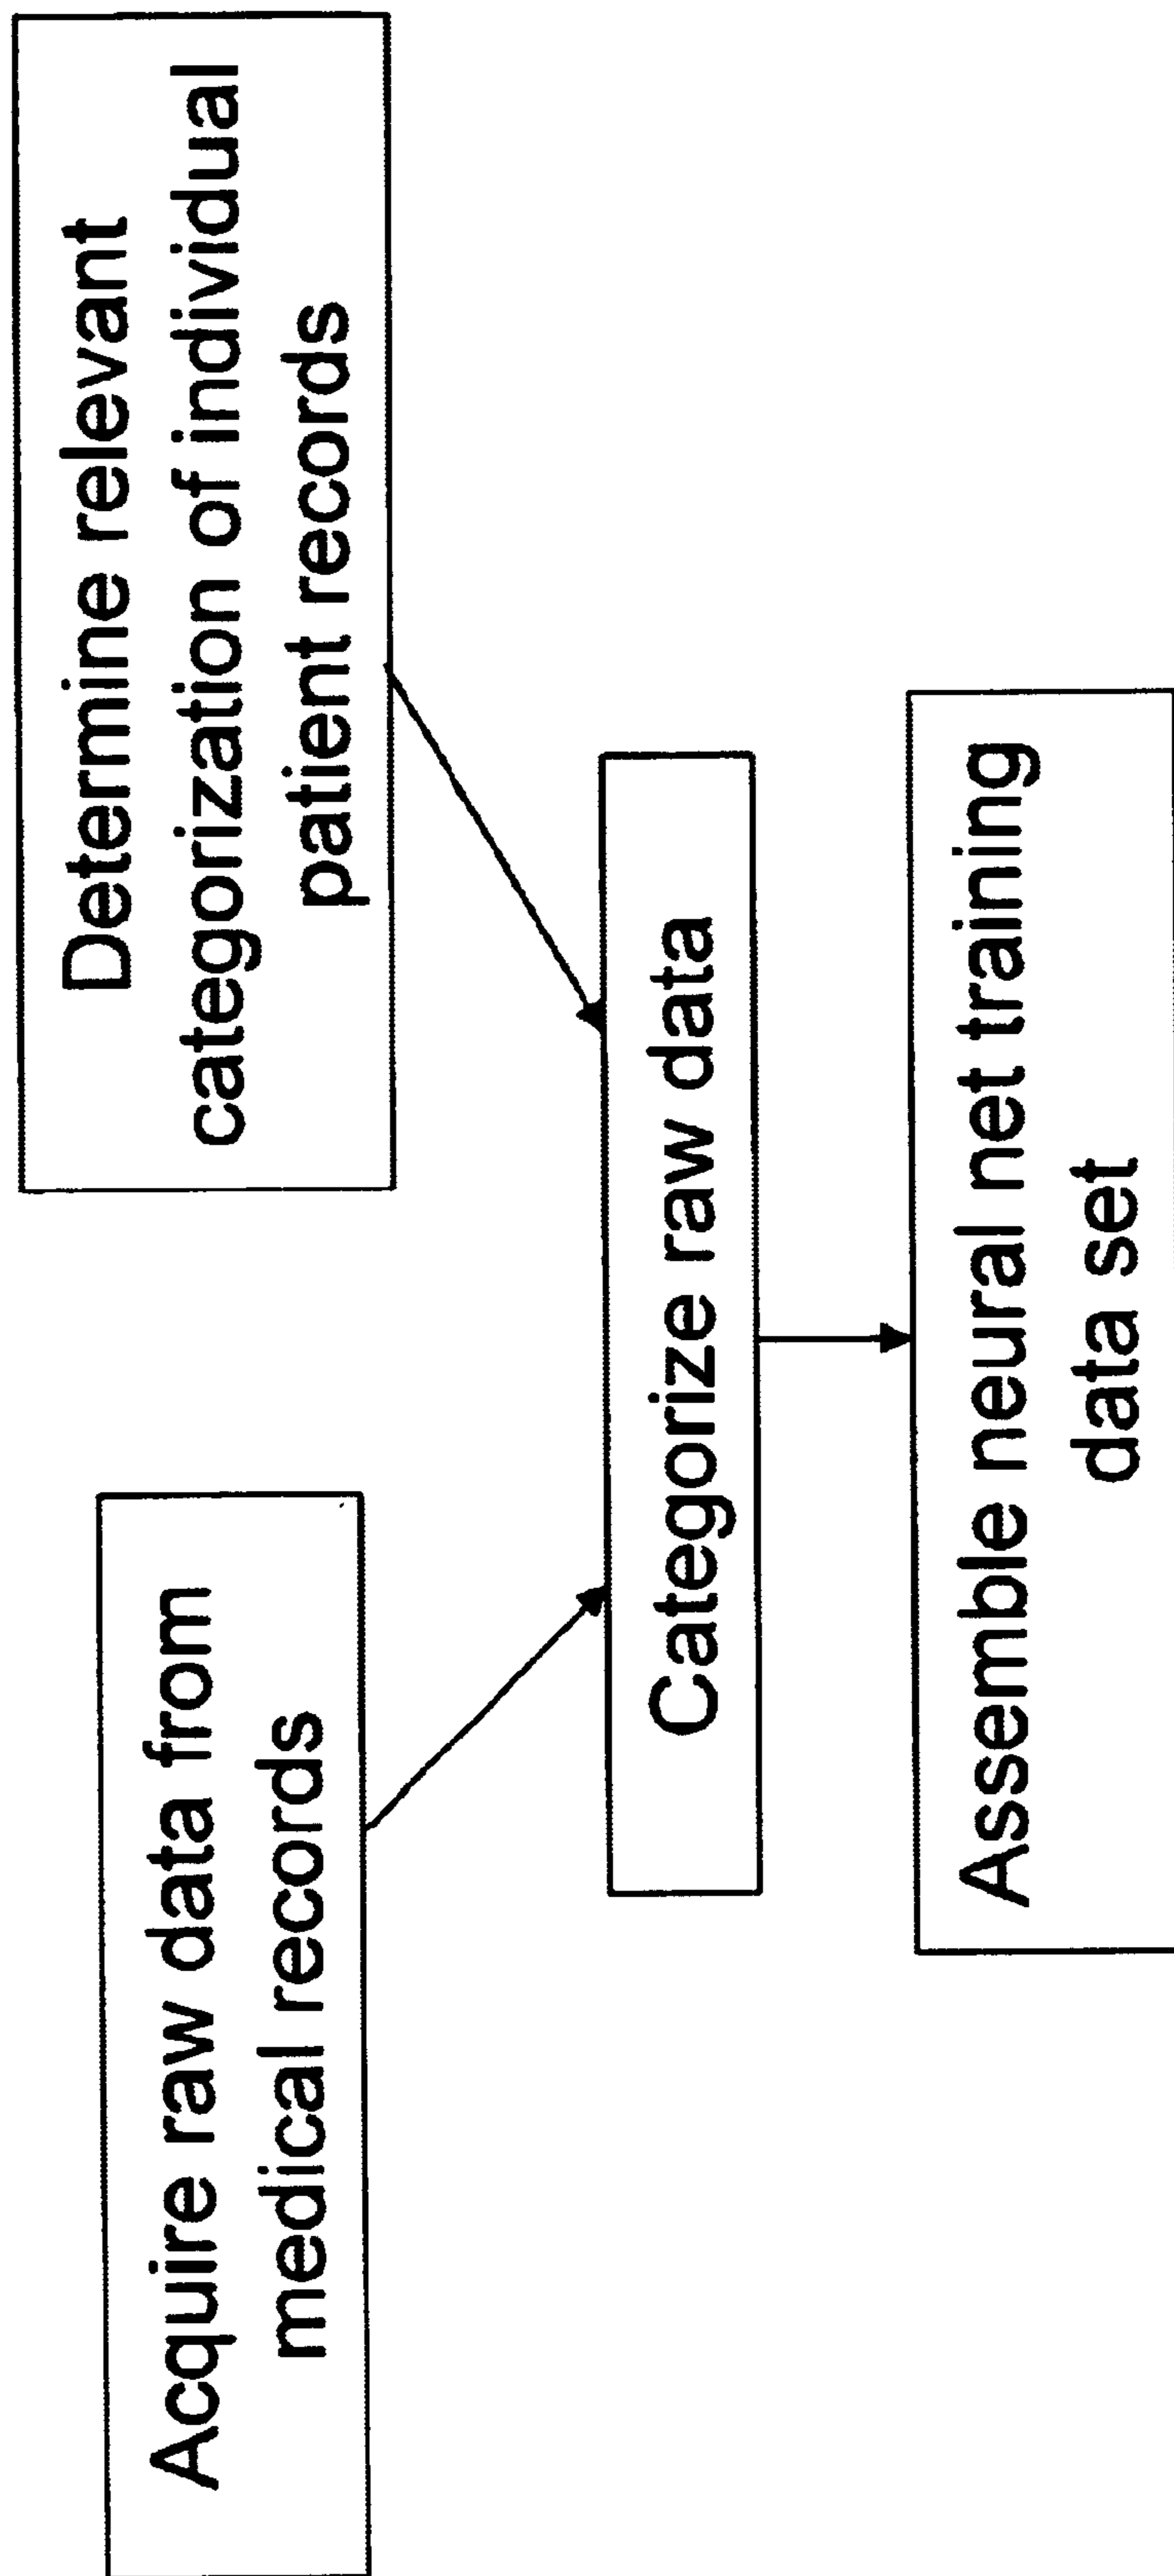 Acquire raw data from
medical records
Determine relevant
categorization of individual
patient records
Categorize raw data
Assemble neural net training
data set